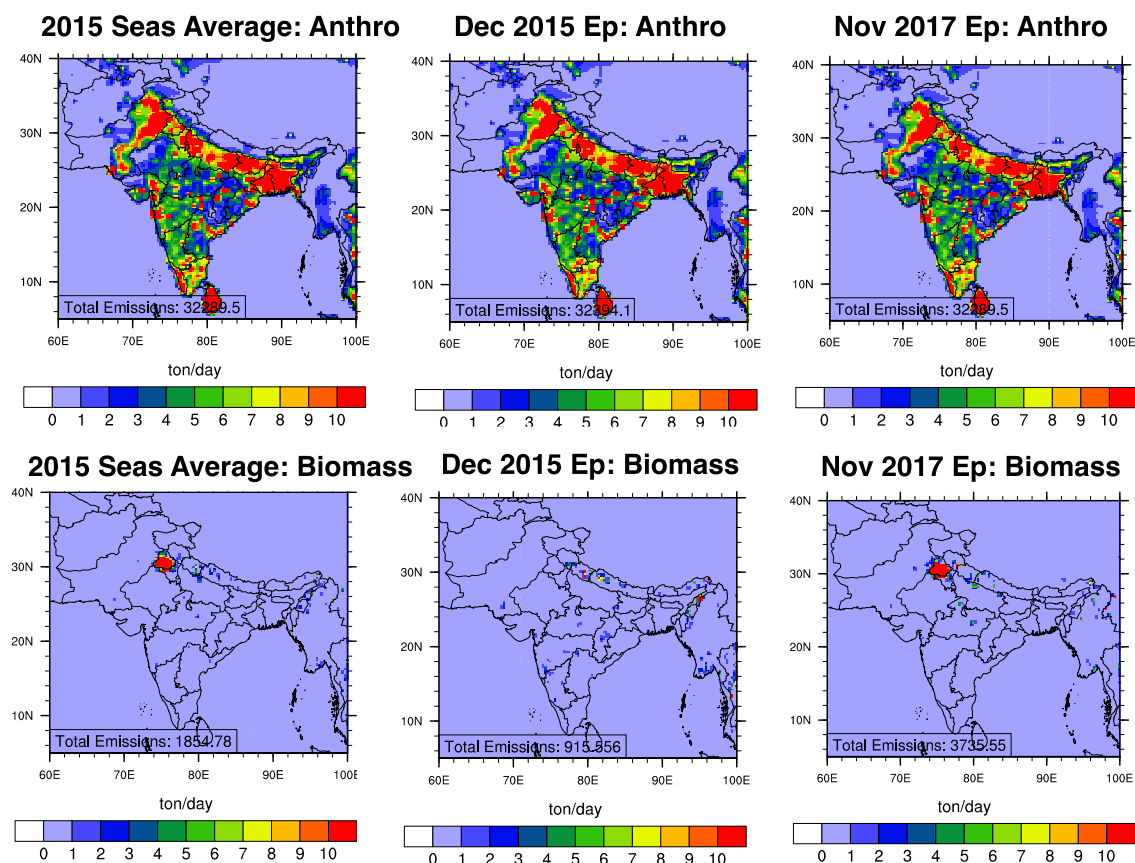 2015 Seas Average: Anthro
Dec 2015 Ep: Anthro
Nov 2017 Ep: Anthro
40N
30N
20N
10N
Total Emissions: 32289.5
60E 70E 80E 90E 100E
ton/day
0 1 2 3 4 5 6 7 8 9 10
40N
30N
20N
10N
Total Emissions: 32394.1
60E 70E 80E 90E 100E
ton/day
0 1 2 3 4 5 6 7 8 9 10
40N
30N
20N
10N
Total Emissions: 32289.5
60E 70E 80E 90E 100E
ton/day
0 1 2 3 4 5 6 7 8 9 10
2015 Seas Average: Biomass
Dec 2015 Ep: Biomass
Nov 2017 Ep: Biomass
40N
30N
20N
10N
Total Emissions: 1854.78
60E 70E 80E 90E 100E
ton/day
0 1 2 3 4 5 6 7 8 9 10
40N
30N
20N
10N
Total Emissions: 915.556
60E 70E 80E 90E 100E
ton/day
0 1 2 3 4 5 6 7 8 9 10
40N
30N
20N
10N
Total Emissions: 3735.55
60E 70E 80E 90E 100E
ton/day
0 1 2 3 4 5 6 7 8 9 10